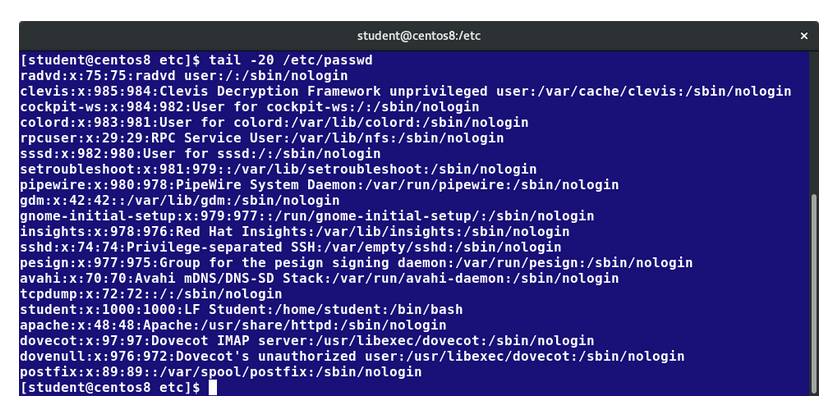 student@centos8:/etc
×
[student@centos8 etc]$ tail -20 /etc/passwd
radvd:x:75:75:radvd user:/:/sbin/nologin
clevis:x:985:984:Clevis Decryption Framework unprivileged user:/var/cache/clevis:/sbin/nologin
cockpit-ws:x:984:982:User for cockpit-ws:/:/sbin/nologin
colord:x:983:981:User for colord:/var/lib/colord:/sbin/nologin
rpcuser:x:29:29:RPC Service User:/var/lib/nfs:/sbin/nologin
sssd:x:982:980:User for sssd:/:/sbin/nologin
setroubleshoot:x:981:979::/var/lib/setroubleshoot:/sbin/nologin
pipewire:x:980:978:PipeWire System Daemon:/var/run/pipewire:/sbin/nologin
gdm:x:42:42::/var/lib/gdm:/sbin/nologin
gnome-initial-setup:x:979:977::/run/gnome-initial-setup/:/sbin/nologin
insights:x:978:976:Red Hat Insights:/var/lib/insights:/sbin/nologin
sshd:x:74:74:Privilege-separated SSH:/var/empty/sshd:/sbin/nologin
pesign:x:977:975:Group for the pesign signing daemon:/var/run/pesign:/sbin/nologin
avahi:x:70:70:Avahi mDNS/DNS-SD Stack:/var/run/avahi-daemon:/sbin/nologin
tcpdump:x:72:72::/:/sbin/nologin
student:x:1000:1000:LF Student:/home/student:/bin/bash
apache:x:48:48:Apache:/usr/share/httpd:/sbin/nologin
dovecot:x:97:97:Dovecot IMAP server:/usr/libexec/dovecot:/sbin/nologin
dovenull:x:976:972:Dovecot's unauthorized user:/usr/libexec/dovecot:/sbin/nologin
postfix:x:89:89::/var/spool/postfix:/sbin/nologin
[student@centos8 etc]$